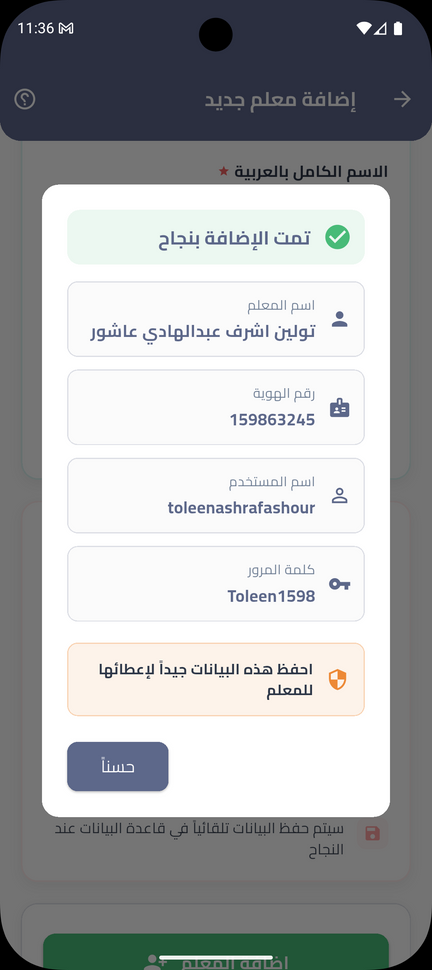 11:36
إضافة معلم جديد
الاسم الكامل بالعربية *
تمت الإضافة بنجاح
اسم المعلم
تولين اشرف عبدالهادي عاشور
رقم الهوية
159863245
اسم المستخدم
toleenashrafashour
كلمة المرور
Toleen1598
احفظ هذه البيانات جيداً لإعطائها
للمعلم
حسناً
سيتم حفظ البيانات تلقائياً في قاعدة البيانات عند
النجاح
إضافة المعلم